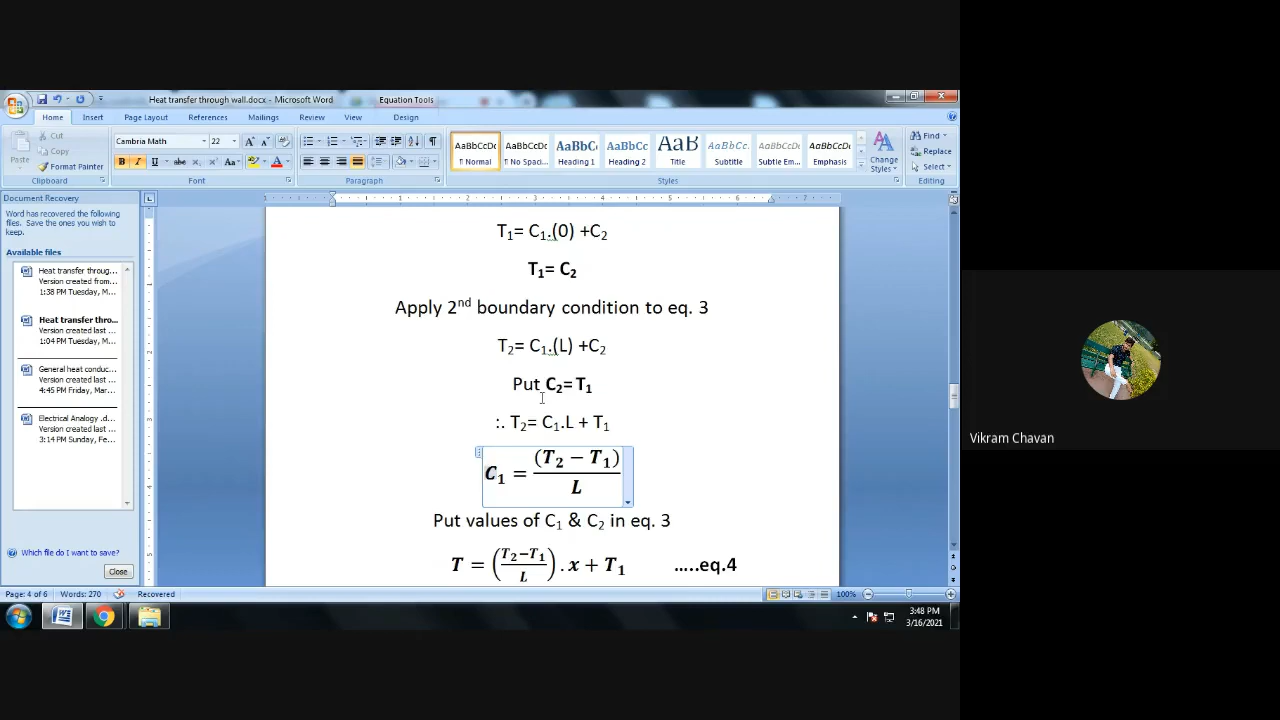 Heat transfer through wall.docx - Microsoft Word
Equation Tools
Home Insert Page Layout References Mailings Review View Design
Paste
Cut
Copy
Format Painter
Clipboard
Cambria Math 22
Font
Paragraph
AaBbCcDc AaBbCcDc AaBbC AaBbCc AaB AaBbCc. AaBbCcDc AaBbCcDc
¶ Normal ¶ No Spaci... Heading 1 Heading 2 Title Subtitle Subtle Em... Emphasis
Change Styles
Styles
Find
Replace
Select
Editing
Document Recovery
Word has recovered the following
files. Save the ones you wish to
keep.
Available files
Heat transfer throug...
Version created from...
1:38 PM Tuesday, M...
Heat transfer thro...
Version created last ...
1:04 PM Tuesday, M...
General heat conduc...
Version created last ...
4:45 PM Friday, Mar...
Electrical Analogy .d...
Version created last ...
3:14 PM Sunday, F...
Which file do I want to save?
Close
T₁= C₁.(0) +C₂
T₁= C₂
Apply 2nd boundary condition to eq. 3
T₂= C₁.(L) +C₂
Put C₂= T₁
∴ T₂= C₁.L + T₁
C₁ = (T₂ − T₁) / L
Put values of C₁ & C₂ in eq. 3
T = ((T₂−T₁)/L) . x + T₁ …..eq.4
Page: 4 of 6 Words: 270 Recovered 100%
3:48 PM
3/16/2021
Vikram Chavan